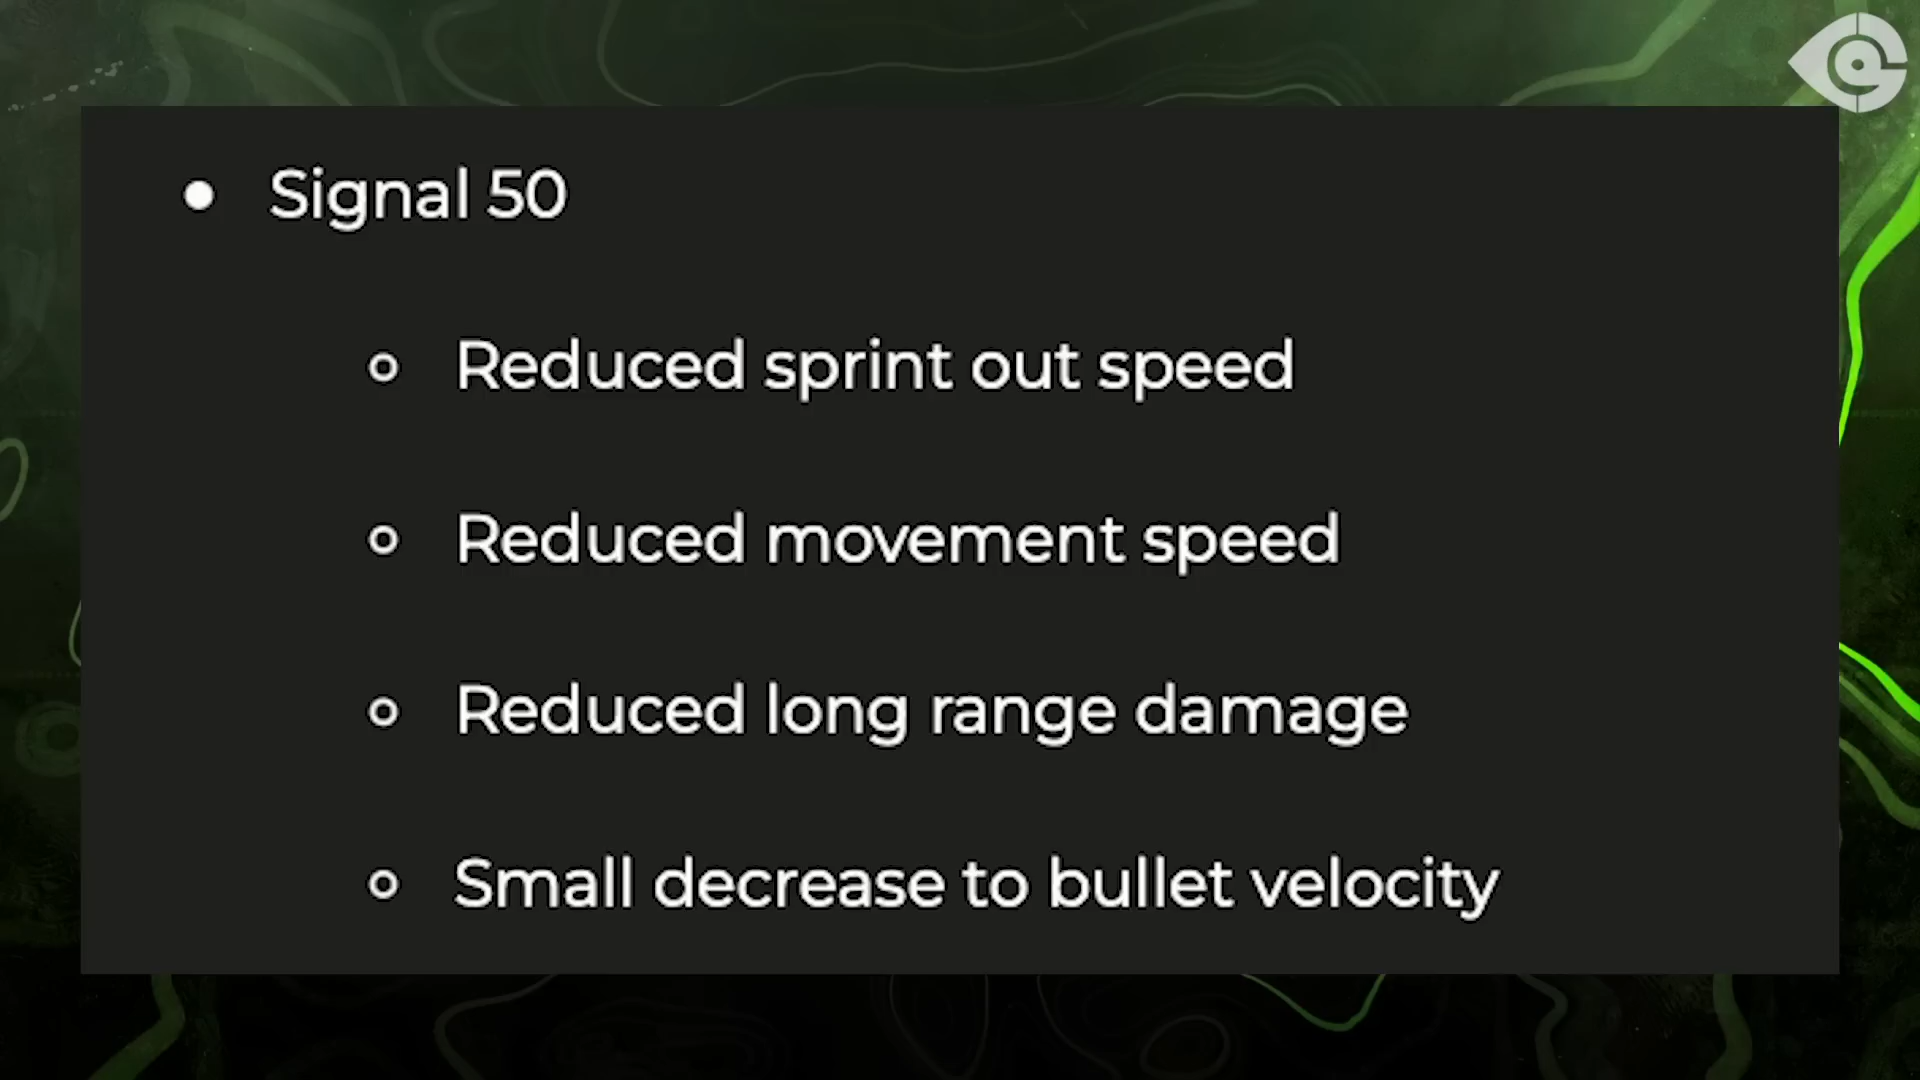 Signal 50
Reduced sprint out speed
Reduced movement speed
Reduced long range damage
Small decrease to bullet velocity